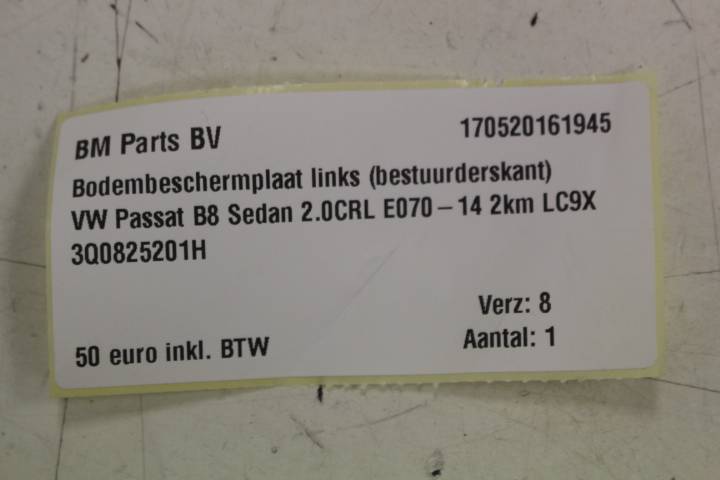 BM Parts BV 170520161945
Bodembeschermplaat links (bestuurderskant)
VW Passat B8 Sedan 2.0CRL E070-14 2km LC9X
3Q0825201H
Verz: 8
50 euro inkl. BTW Aantal: 1